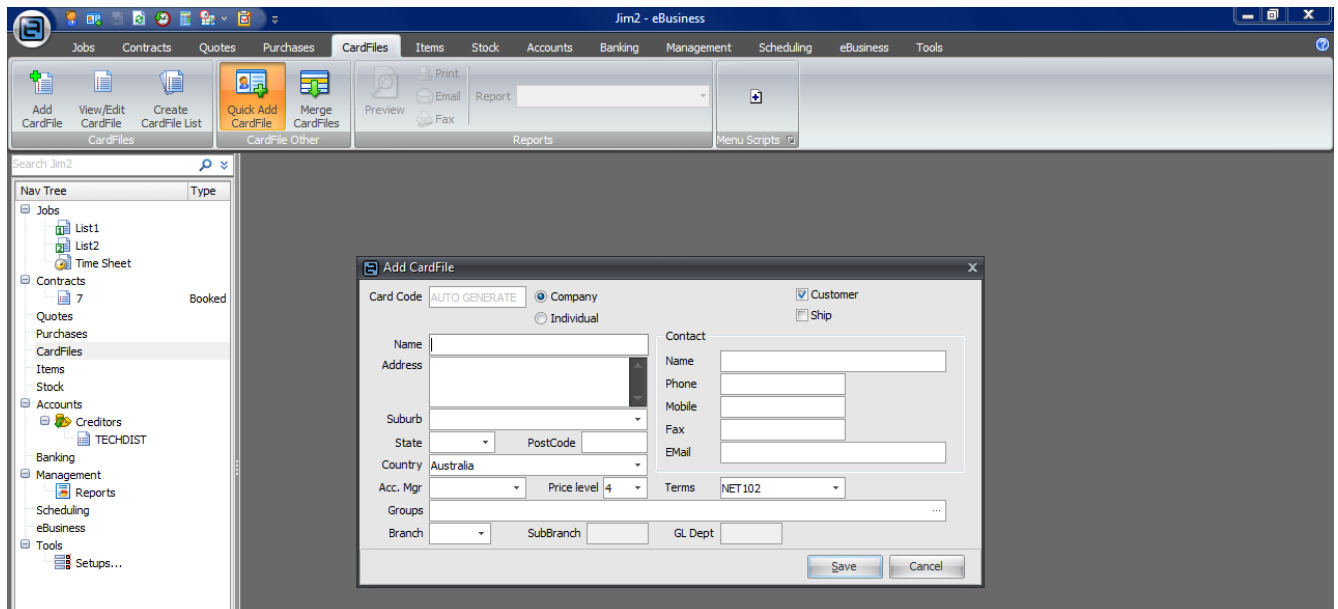 Jim2 - eBusiness
Jobs Contracts Quotes Purchases CardFiles Items Stock Accounts Banking Management Scheduling eBusiness Tools
Add CardFile
View/Edit CardFile
Create CardFile List
CardFiles
Quick Add CardFile
Merge CardFiles
CardFile Other
Preview
Print
Email
Fax
Report
Reports
Menu Scripts
Search Jim2
Nav Tree Type
Jobs
1 List1
2 List2
Time Sheet
Contracts
7 Booked
Quotes
Purchases
CardFiles
Items
Stock
Accounts
Creditors
TECHDIST
Banking
Management
Reports
Scheduling
eBusiness
Tools
Setups...
Add CardFile
Card Code AUTO GENERATE Company Customer
Individual Ship
Name
Address
Suburb
State PostCode
Country Australia
Contact
Name
Phone
Mobile
Fax
EMail
Acc. Mgr Price level 4 Terms NET102
Groups ...
Branch SubBranch GL Dept
Save Cancel